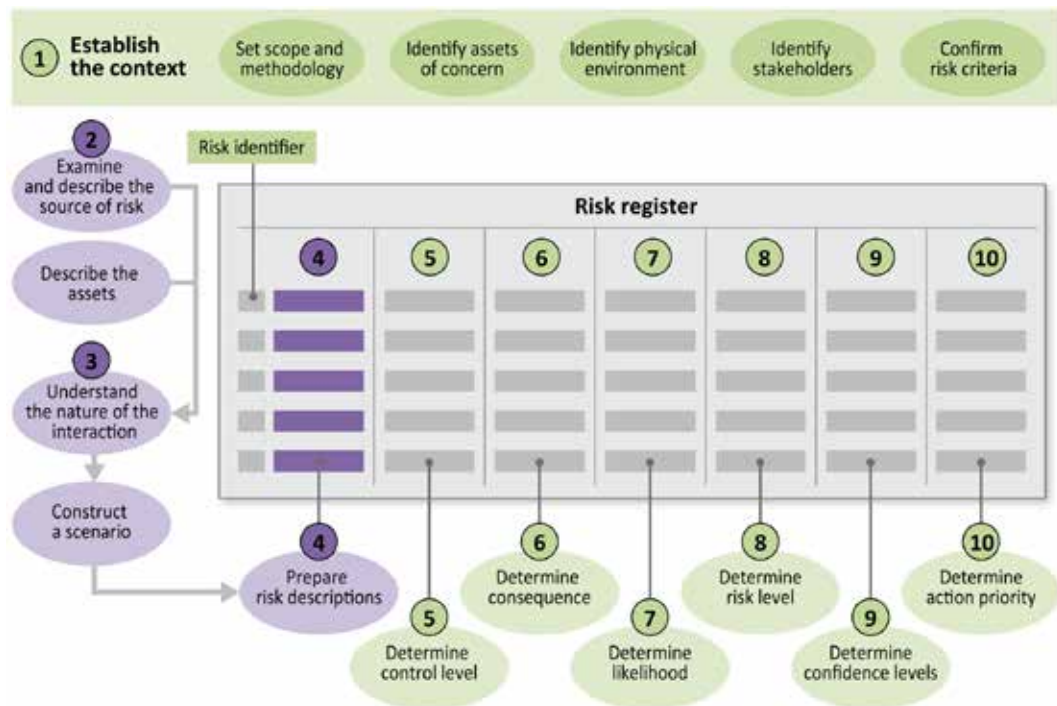 1
Establish
the context
Set scope and
methodology
Identify assets
of concern
Identify physical
environment
Identify
stakeholders
Confirm
risk criteria
2
Examine
and describe the
source of risk
Describe the
assets
3
Understand
the nature of the
interaction
Construct
a scenario
Risk identifier
Risk register
4
5
6
7
8
9
10
4
Prepare
risk descriptions
5
Determine
control level
6
Determine
consequence
7
Determine
likelihood
8
Determine
risk level
9
Determine
confidence levels
10
Determine
action priority